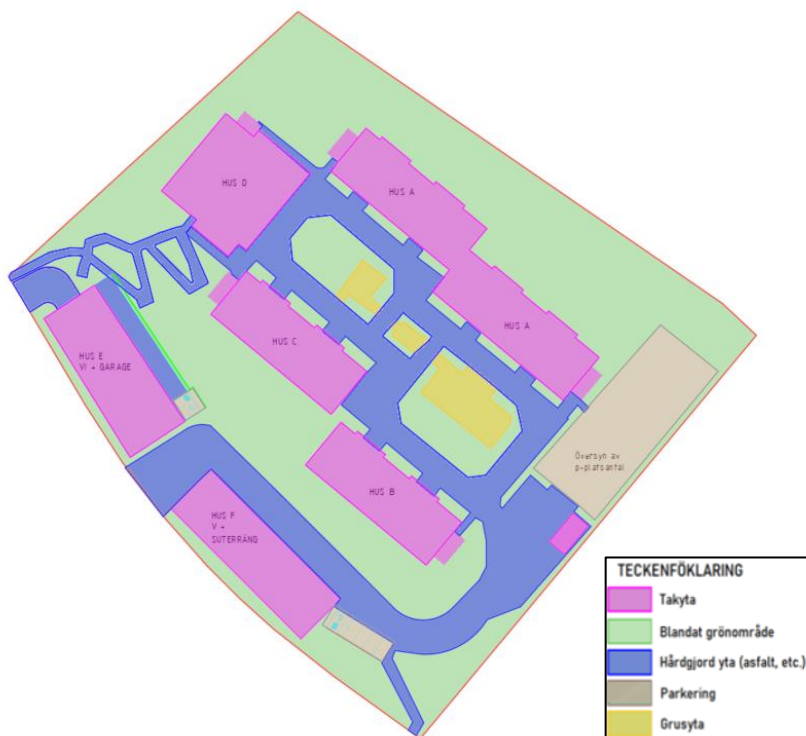 HUS D
HUS A
HUS A
HUS C
HUS E
VI + GARAGE
HUS B
HUS F
V +
SUTERRÄNG
Översyn av
p-platsantal
TECKENFÖKLARING
Takyta
Blandat grönområde
Hårdgjord yta (asfalt, etc.)
Parkering
Grusyta